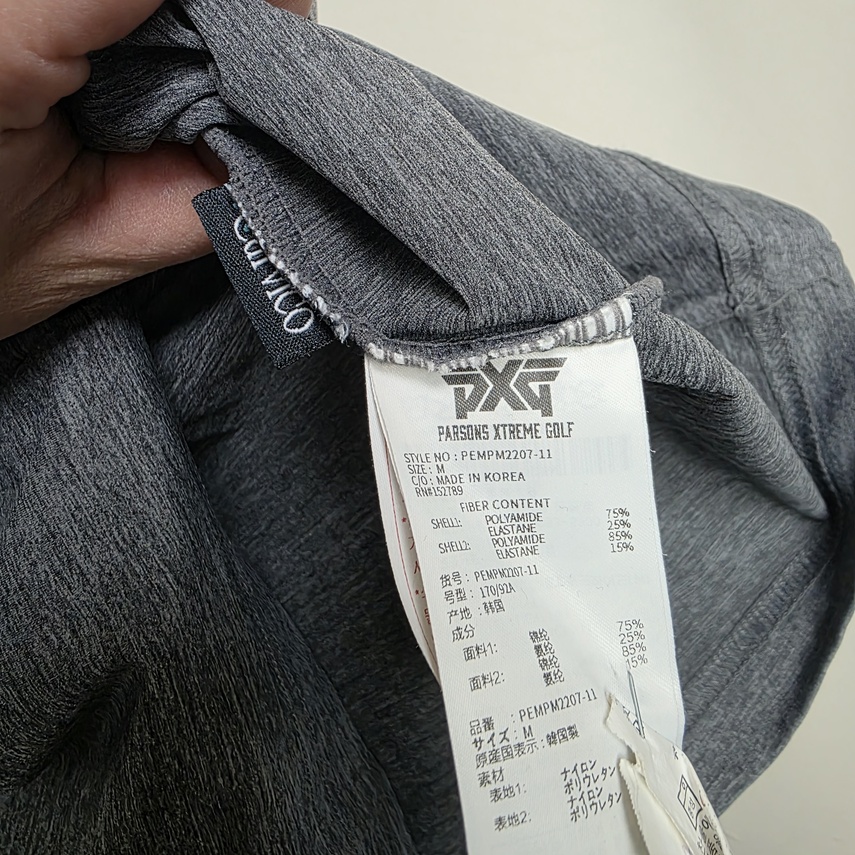 Carvico
PXG
PARSONS XTREME GOLF
STYLE NO : PEMPM2207-11
SIZE : M
C/O : MADE IN KOREA
RN#152789
FIBER CONTENT
SHELL1: POLYAMIDE 75%
ELASTANE 25%
SHELL2: POLYAMIDE 85%
ELASTANE 15%
货号 : PEMPM2207-11
号型 : 170/92A
产地 : 韩国
成分
面料1: 锦纶 75%
氨纶 25%
面料2: 锦纶 85%
氨纶 15%
品番 : PEMPM2207-11
サイズ : M
原産国表示 : 韓国製
素材
表地1: ナイロン
ポリウレタン
表地2: ナイロン
ポリウレタン